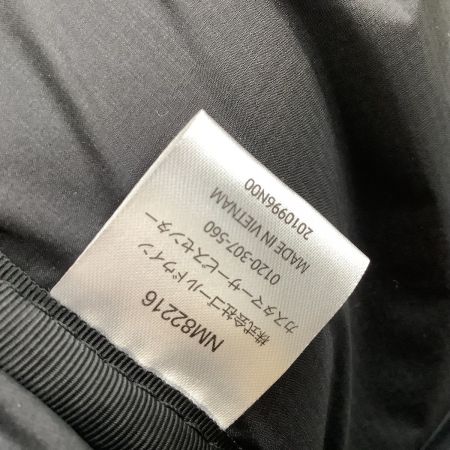 NM82216
株式会社ゴールドウイン
カスタマーサービスセンター
0120-307-560
MADE IN VIETNAM
2010996N00